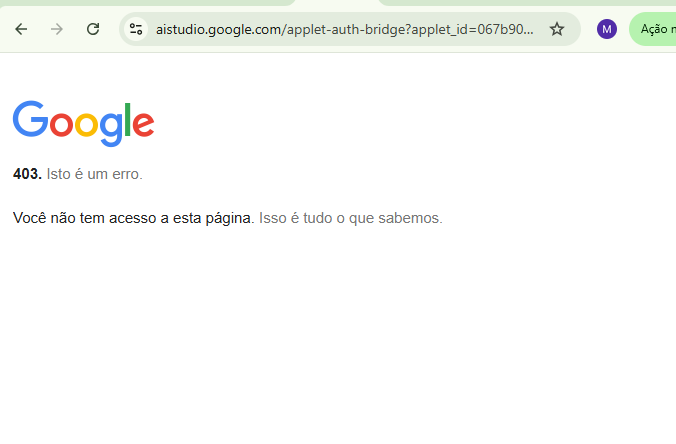 aistudio.google.com/applet-auth-bridge?applet_id=067b90...
M
Ação
Google
403. Isto é um erro.
Você não tem acesso a esta página. Isso é tudo o que sabemos.